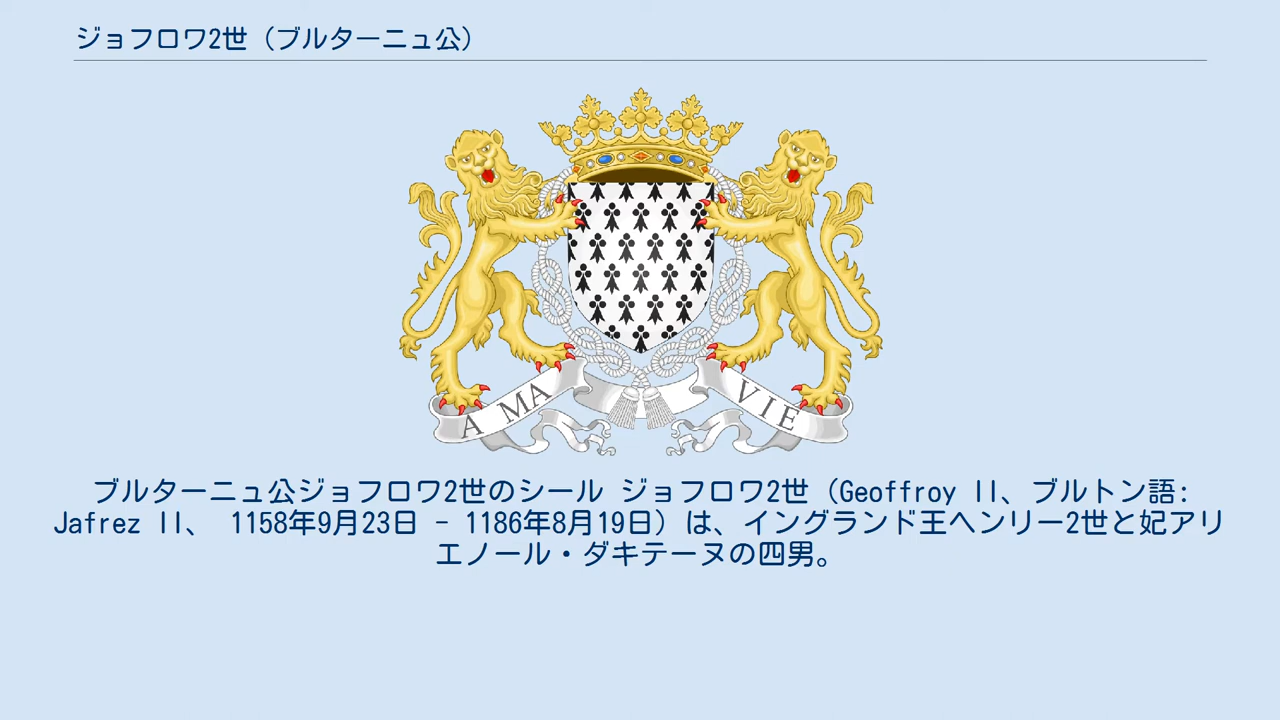 ジョフロワ2世（ブルターニュ公）
A MA VIE
ブルターニュ公ジョフロワ2世のシール ジョフロワ2世（Geoffroy II、ブルトン語:
Jafrez II、 1158年9月23日 - 1186年8月19日）は、イングランド王ヘンリー2世と妃アリ
エノール・ダキテーヌの四男。